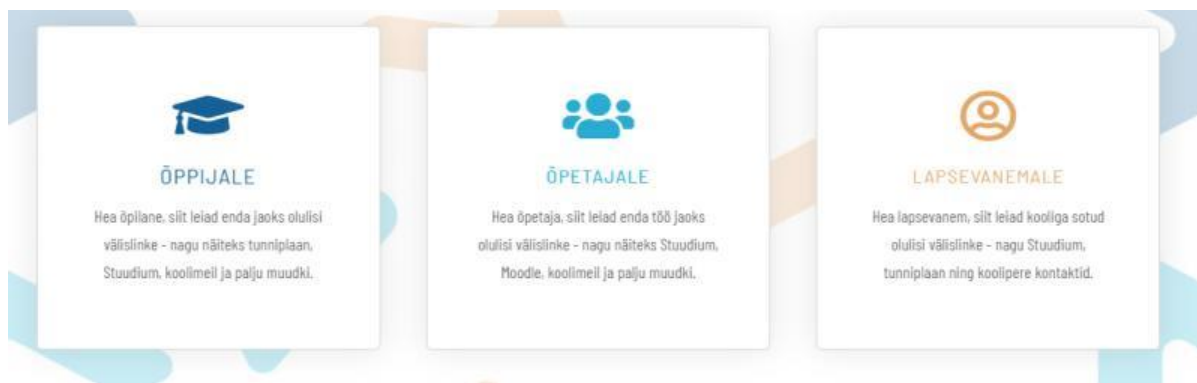 ÕPPIJALE
Hea õpilane, siit leiad enda jaoks olulisi
välislinke - nagu näiteks tunniplaan,
Stuudium, koolimeil ja palju muudki.
ÕPETAJALE
Hea õpetaja, siit leiad enda töö jaoks
olulisi välislinke - nagu näiteks Stuudium,
Moodle, koolimeil ja palju muudki.
LAPSEVANEMALE
Hea lapsevanem, siit leiad kooliga sotud
olulisi välislinke - nagu Stuudium,
tunniplaan ning koolipere kontaktid.